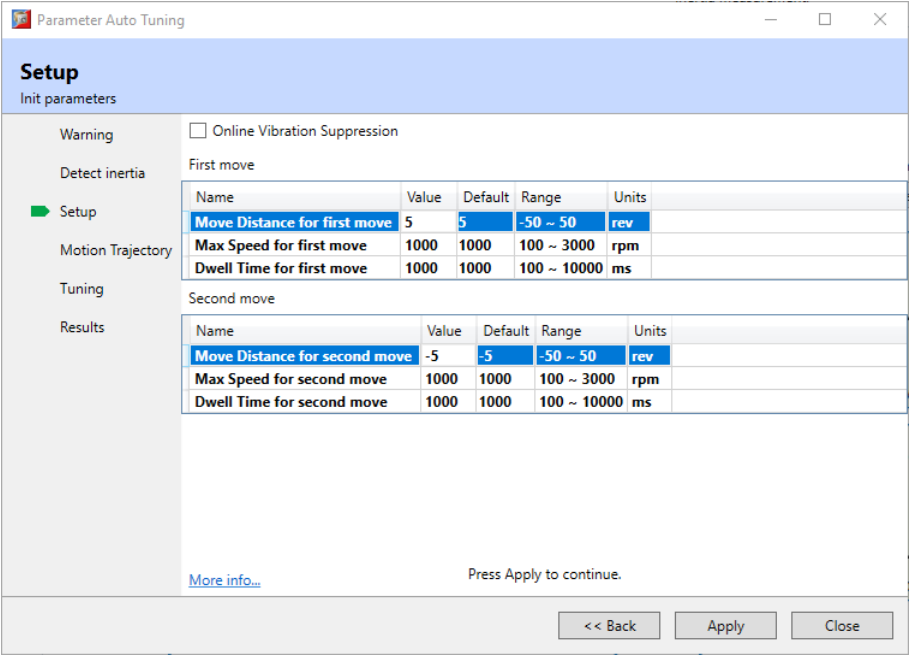 Parameter Auto Tuning
Setup
Init parameters
Warning
Detect inertia
Setup
Motion Trajectory
Tuning
Results
Online Vibration Suppression
First move
Name Value Default Range Units
Move Distance for first move 5 5 -50 ~ 50 rev
Max Speed for first move 1000 1000 100 ~ 3000 rpm
Dwell Time for first move 1000 1000 100 ~ 10000 ms
Second move
Name Value Default Range Units
Move Distance for second move -5 -5 -50 ~ 50 rev
Max Speed for second move 1000 1000 100 ~ 3000 rpm
Dwell Time for second move 1000 1000 100 ~ 10000 ms
More info...
Press Apply to continue.
<< Back Apply Close